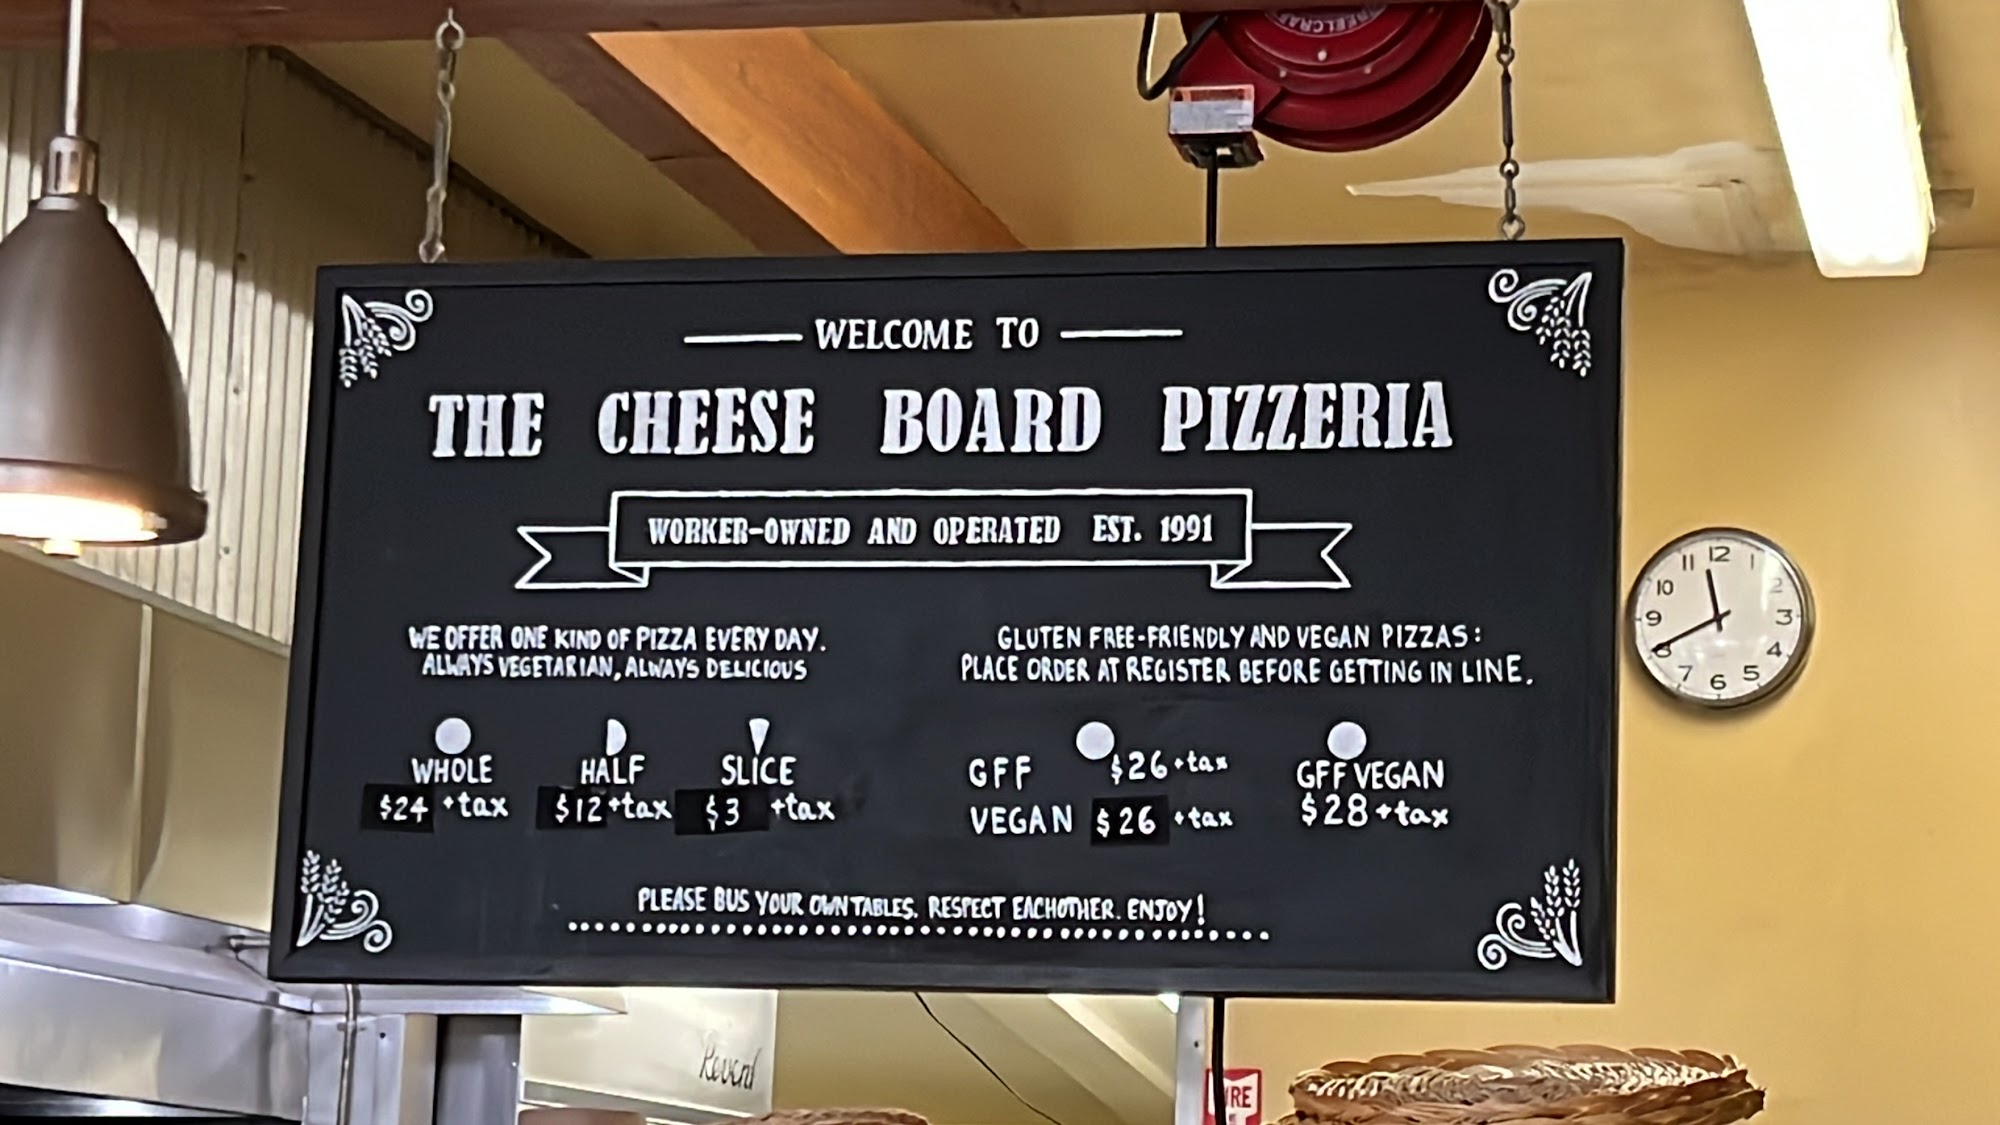 REELCRAFT
WELCOME TO
THE CHEESE BOARD PIZZERIA
WORKER-OWNED AND OPERATED EST. 1991
WE OFFER ONE KIND OF PIZZA EVERY DAY.
ALWAYS VEGETARIAN, ALWAYS DELICIOUS
WHOLE HALF SLICE
$24 +tax $12+tax $3 +tax
GLUTEN FREE-FRIENDLY AND VEGAN PIZZAS:
PLACE ORDER AT REGISTER BEFORE GETTING IN LINE.
GFF $26+tax
VEGAN $26 +tax
GFF VEGAN
$28+tax
PLEASE BUS YOUR OWN TABLES. RESPECT EACHOTHER. ENJOY!
12 1 2 3 4 5 6 7 8 9 10 11